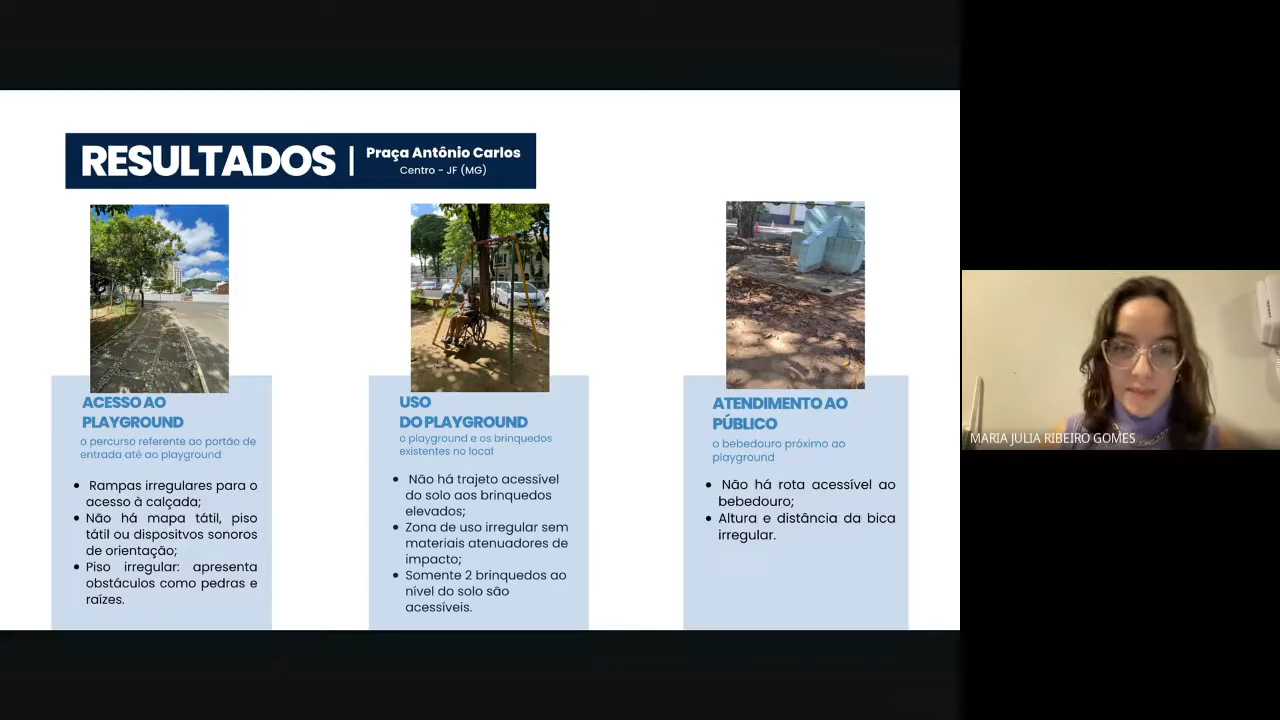 RESULTADOS | Praça Antônio Carlos
Centro - JF (MG)
ACESSO AO
PLAYGROUND
o percurso referente ao portão de
entrada até ao playground
• Rampas irregulares para o
acesso à calçada;
• Não há mapa tátil, piso
tátil ou dispositvos sonoros
de orientação;
• Piso irregular: apresenta
obstáculos como pedras e
raízes.
USO
DO PLAYGROUND
o playground e os brinquedos
existentes no local
• Não há trajeto acessível
do solo aos brinquedos
elevados;
• Zona de uso irregular sem
materiais atenuadores de
impacto;
• Somente 2 brinquedos ao
nível do solo são
acessíveis.
ATENDIMENTO AO
PÚBLICO
o bebedouro próximo ao
playground
• Não há rota acessível ao
bebedouro;
• Altura e distância da bica
irregular.
MARIA JULIA RIBEIRO GOMES